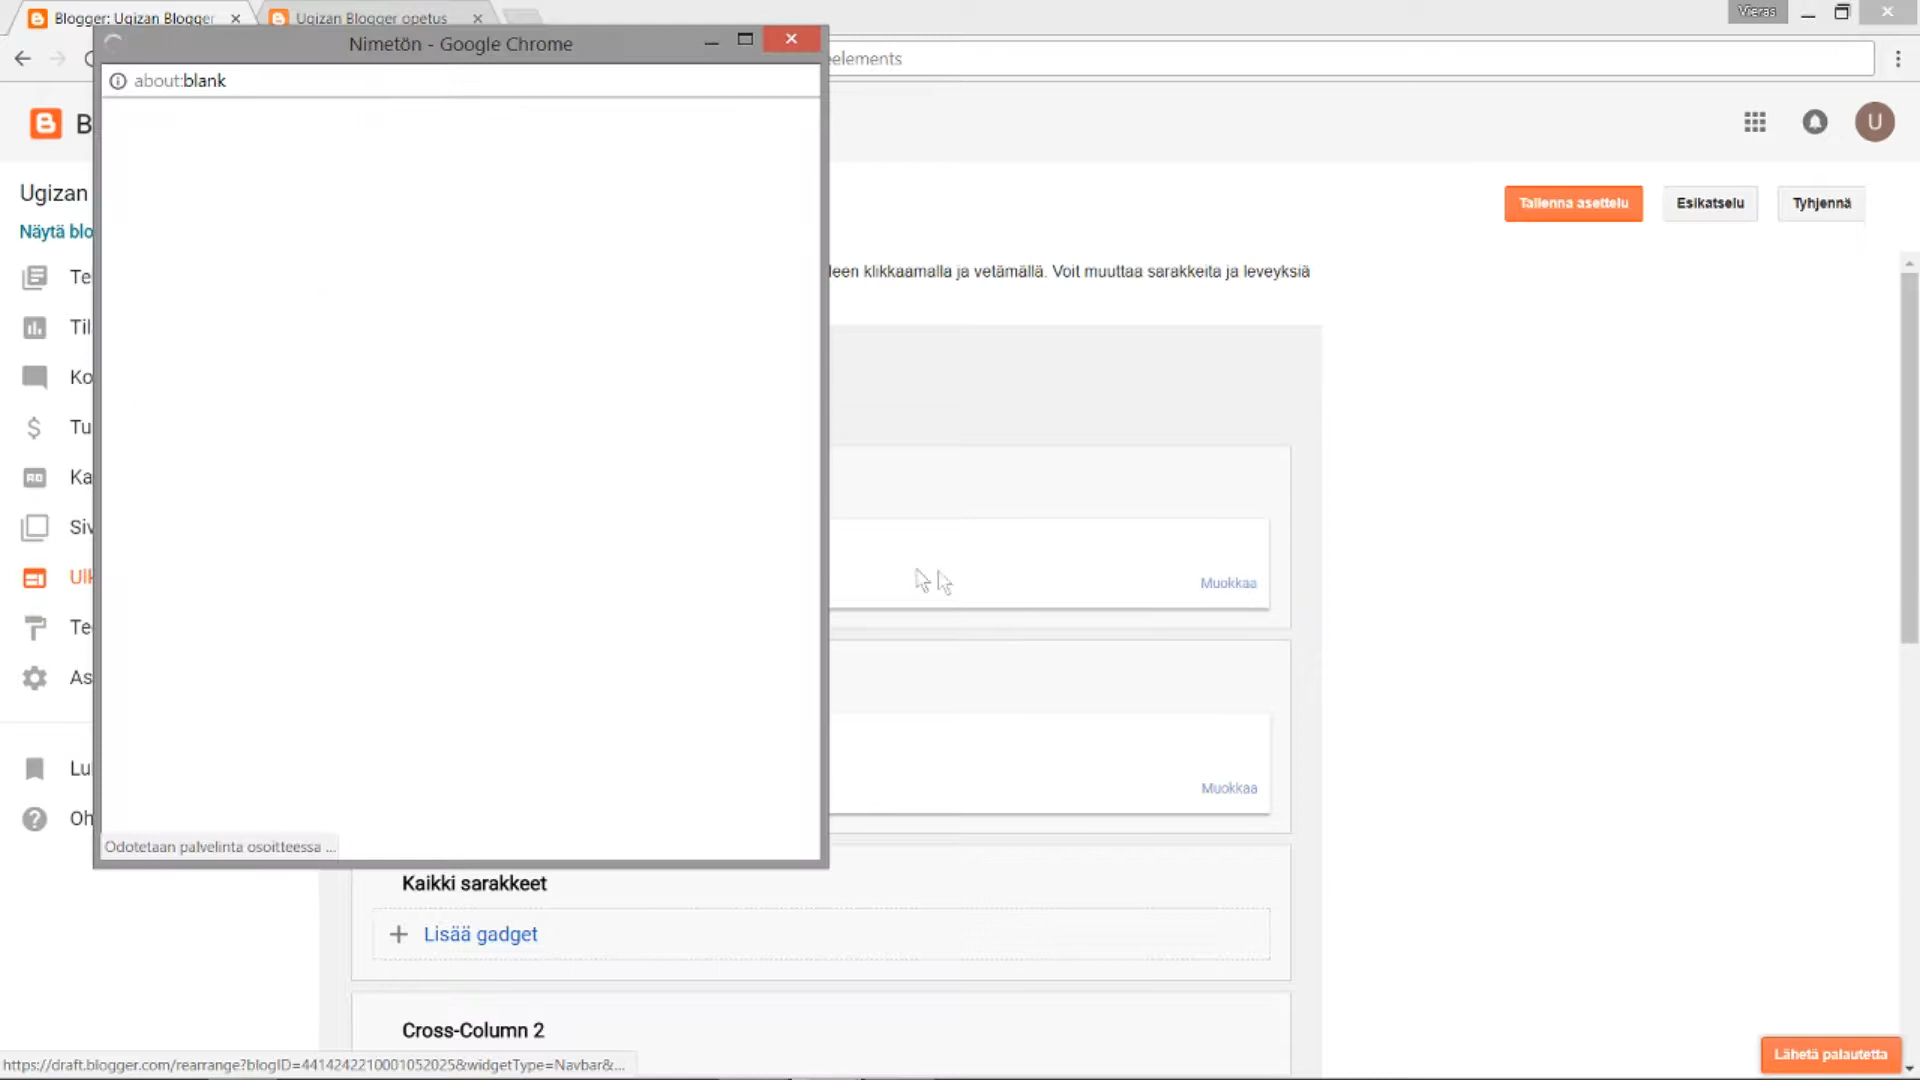 Blogger: Ugizan Blogger
Ugizan Blogger opetus
Vieras
Nimetön - Google Chrome
elements
about:blank
B
Ugizan
Tallenna asettelu
Esikatselu
Tyhjennä
Näytä blo
leen klikkaamalla ja vetämällä. Voit muuttaa sarakkeita ja leveyksiä
Te
Til
Ko
Tu
Ka
Siv
Ulk
Muokkaa
Te
As
Lu
Muokkaa
Oh
Odotetaan palvelinta osoitteessa ...
Kaikki sarakkeet
+ Lisää gadget
Cross-Column 2
Lähetä palautetta
https://draft.blogger.com/rearrange?blogID=4414242210001052025&widgetType=Navbar&...
U